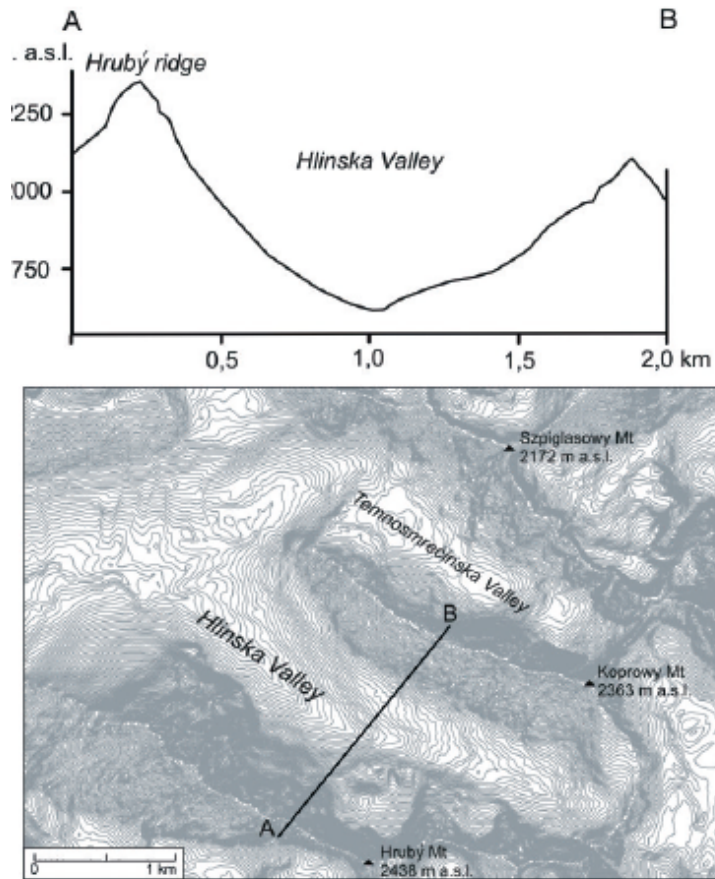 A
B
. a.s.l.
Hrubý ridge
250
Hlinska Valley
000
750
0,5
1,0
1,5
2,0 km
Szpiglasowy Mt
2172 m a.s.l.
Temnosmrečinska Valley
B
Hlinska Valley
Koprowy Mt
2363 m a.s.l.
A
Hrubý Mt
2438 m a.s.l.
0
1 km